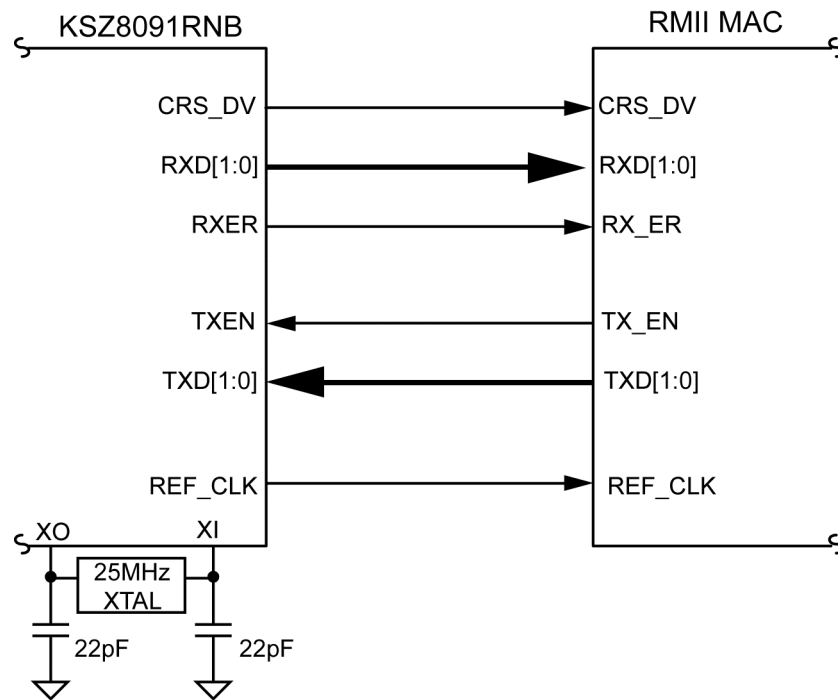 KSZ8091RNB
RMII MAC
CRS_DV
CRS_DV
RXD[1:0]
RXD[1:0]
RXER
RX_ER
TXEN
TX_EN
TXD[1:0]
TXD[1:0]
REF_CLK
REF_CLK
XO
XI
25MHz
XTAL
22pF
22pF